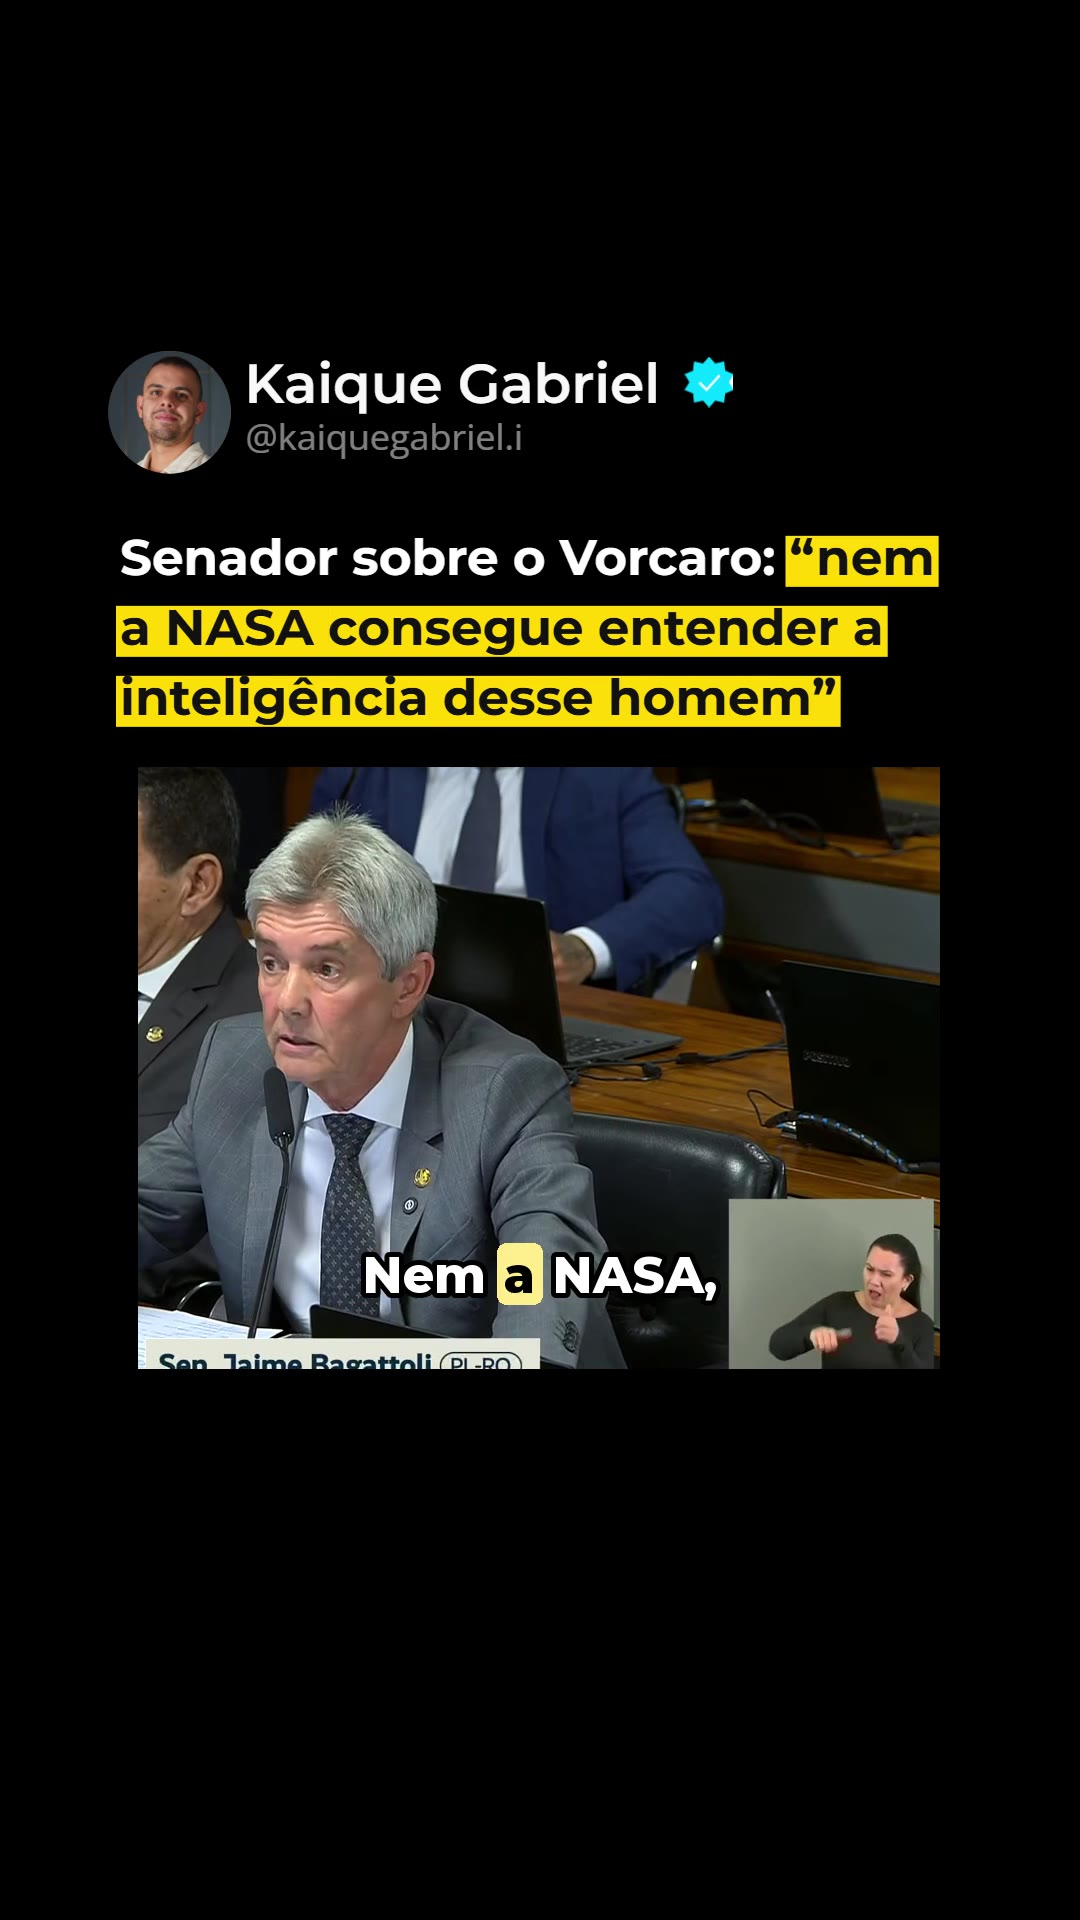 Kaique Gabriel
@kaiquegabriel.i
Senador sobre o Vorcaro: “nem
a NASA consegue entender a
inteligência desse homem”
POSITIVO
Nem a NASA,
Sen. Jaime Bagattoli PL-RO